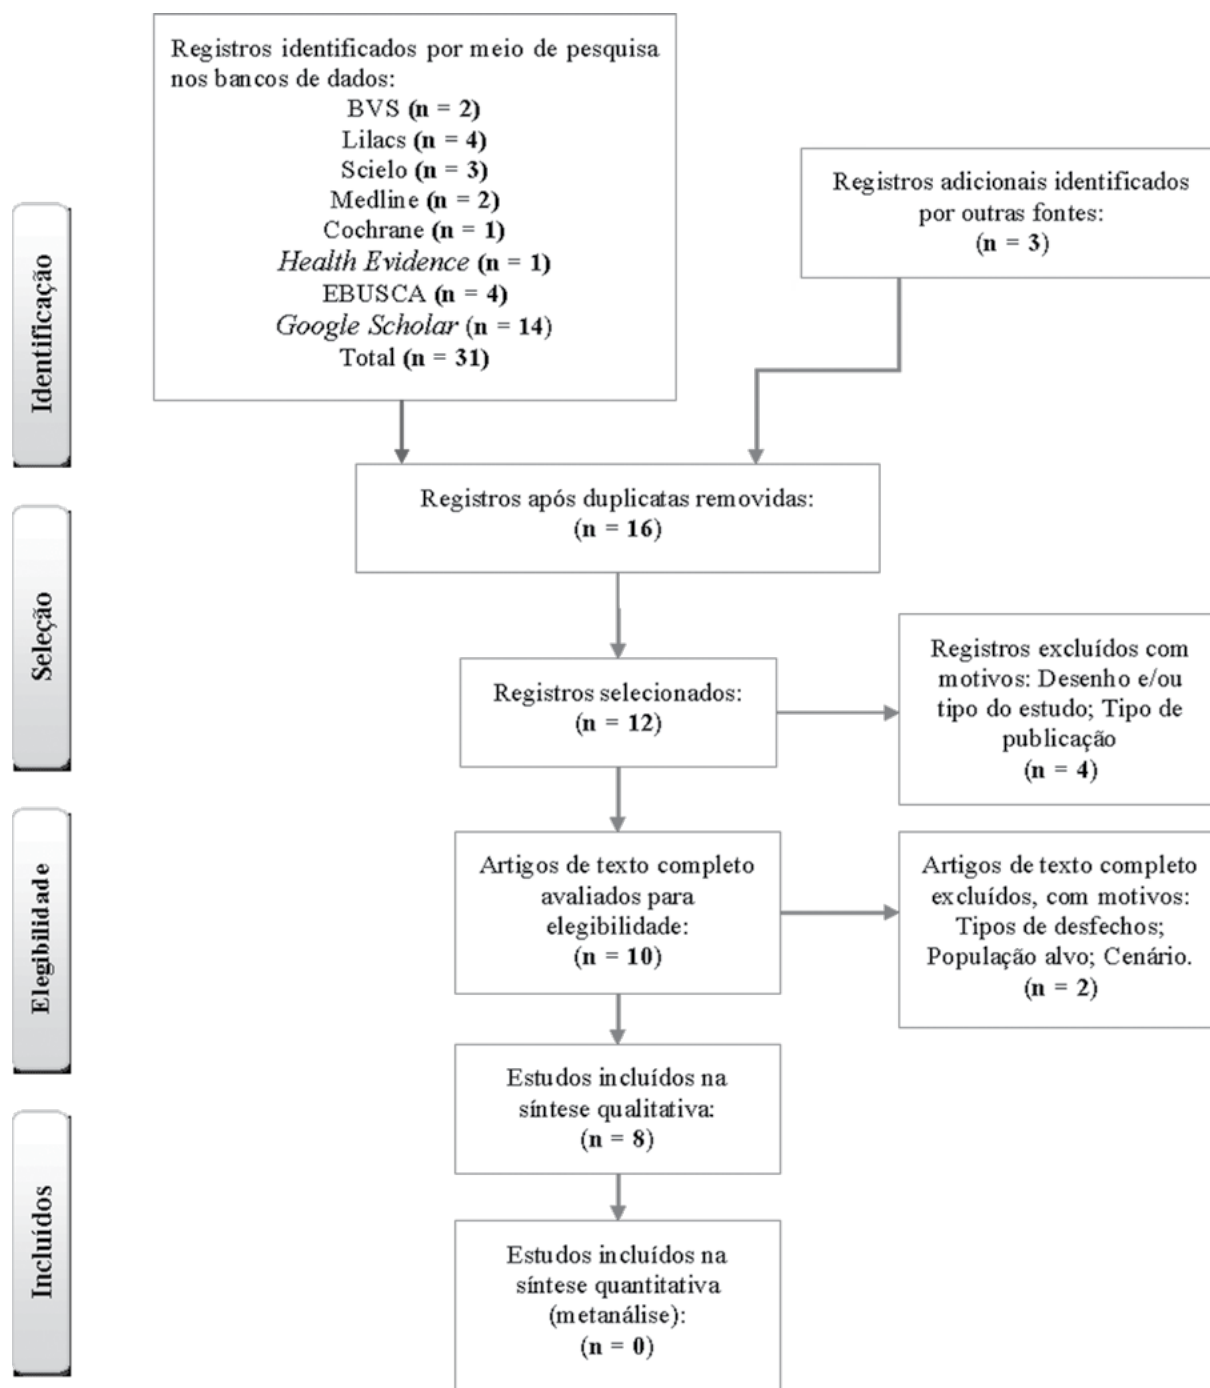 Registros identificados por meio de pesquisa
nos bancos de dados:
BVS (n = 2)
Lilacs (n = 4)
Scielo (n = 3)
Medline (n = 2)
Cochrane (n = 1)
Health Evidence (n = 1)
EBUSCA (n = 4)
Google Scholar (n = 14)
Total (n = 31)
Registros adicionais identificados
por outras fontes:
(n = 3)
Identificação
Registros após duplicatas removidas:
(n = 16)
Seleção
Registros selecionados:
(n = 12)
Registros excluídos com
motivos: Desenho e/ou
tipo do estudo; Tipo de
publicação
(n = 4)
Elegibilidade
Artigos de texto completo
avaliados para
elegibilidade:
(n = 10)
Artigos de texto completo
excluídos, com motivos:
Tipos de desfechos;
População alvo; Cenário.
(n = 2)
Estudos incluídos na
síntese qualitativa:
(n = 8)
Incluídos
Estudos incluídos na
síntese quantitativa
(metanálise):
(n = 0)